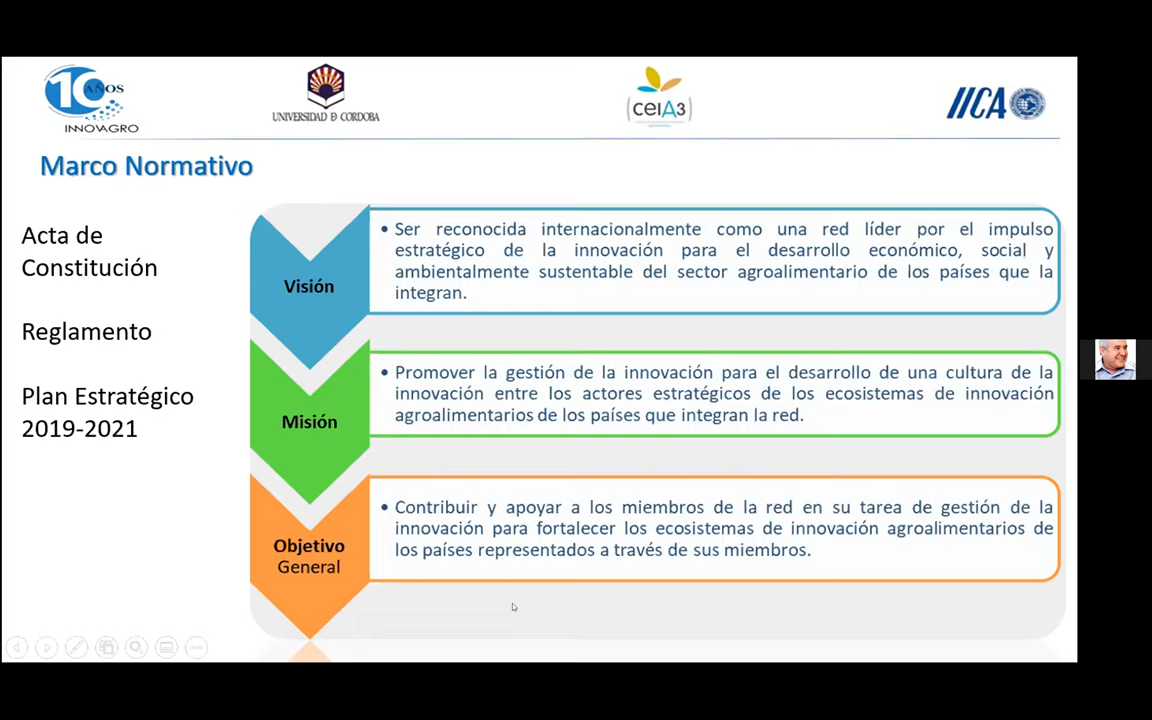 10 AÑOS
INNOVAGRO
UNIVERSIDAD Ð CÓRDOBA
ceiA3
IICA
Marco Normativo
Acta de
Constitución
Reglamento
Plan Estratégico
2019-2021
Visión
• Ser reconocida internacionalmente como una red líder por el impulso
estratégico de la innovación para el desarrollo económico, social y
ambientalmente sustentable del sector agroalimentario de los países que la
integran.
Misión
• Promover la gestión de la innovación para el desarrollo de una cultura de la
innovación entre los actores estratégicos de los ecosistemas de innovación
agroalimentarios de los países que integran la red.
Objetivo
General
• Contribuir y apoyar a los miembros de la red en su tarea de gestión de la
innovación para fortalecer los ecosistemas de innovación agroalimentarios de
los países representados a través de sus miembros.